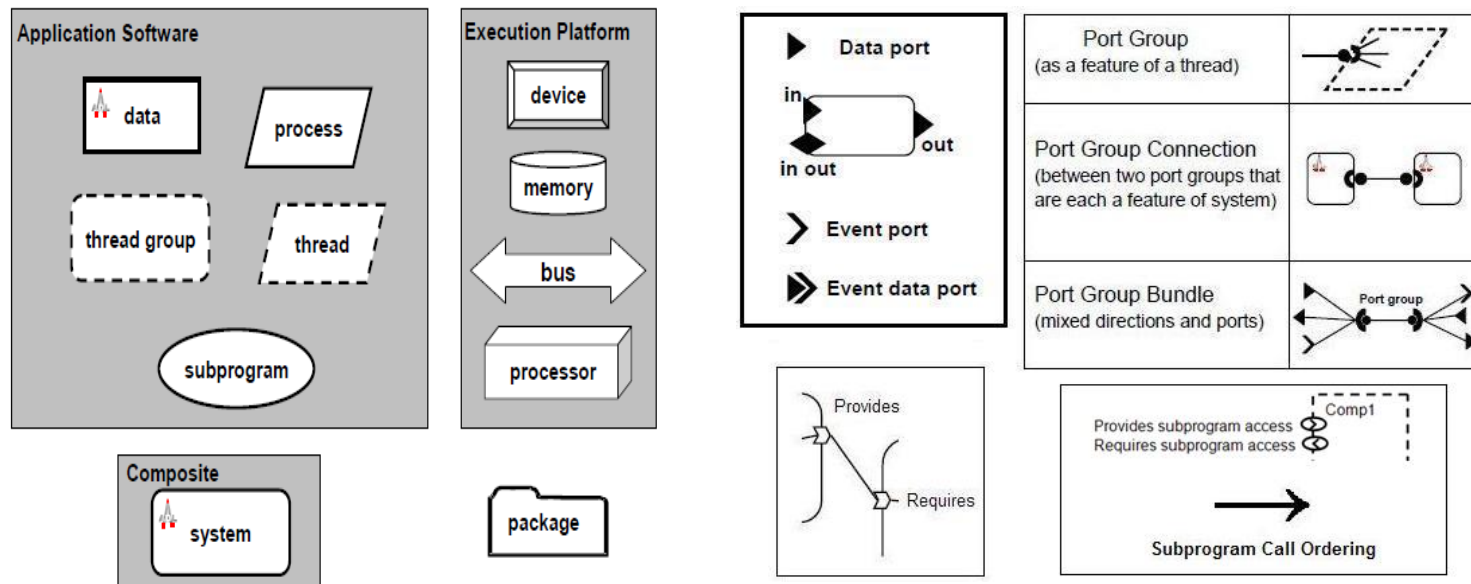 Application Software
data
process
thread group
thread
subprogram
Execution Platform
device
memory
bus
processor
Composite
system
package
Data port
in
out
in out
Event port
Event data port
Port Group
(as a feature of a thread)
Port Group Connection
(between two port groups that
are each a feature of system)
Port Group Bundle
(mixed directions and ports)
Port group
Provides
Requires
Comp1
Provides subprogram access
Requires subprogram access
Subprogram Call Ordering